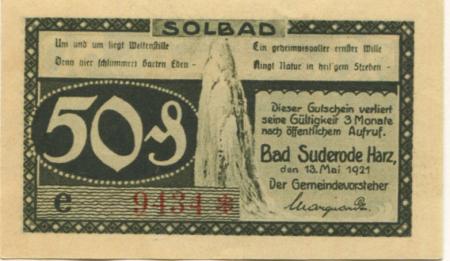 SOLBAD
Um und um liegt Weltenstille
Denn hier schlummert Garten Eden -
Ein geheimnisvoller ernster Wille
Ringt Natur in heil'gem Streben -
50 ₰
Dieser Gutschein verliert
seine Gültigkeit 3 Monate
nach öffentlichem Aufruf.
Bad Suderode Harz,
den 13. Mai 1921
Der Gemeindevorsteher
e 9434 *